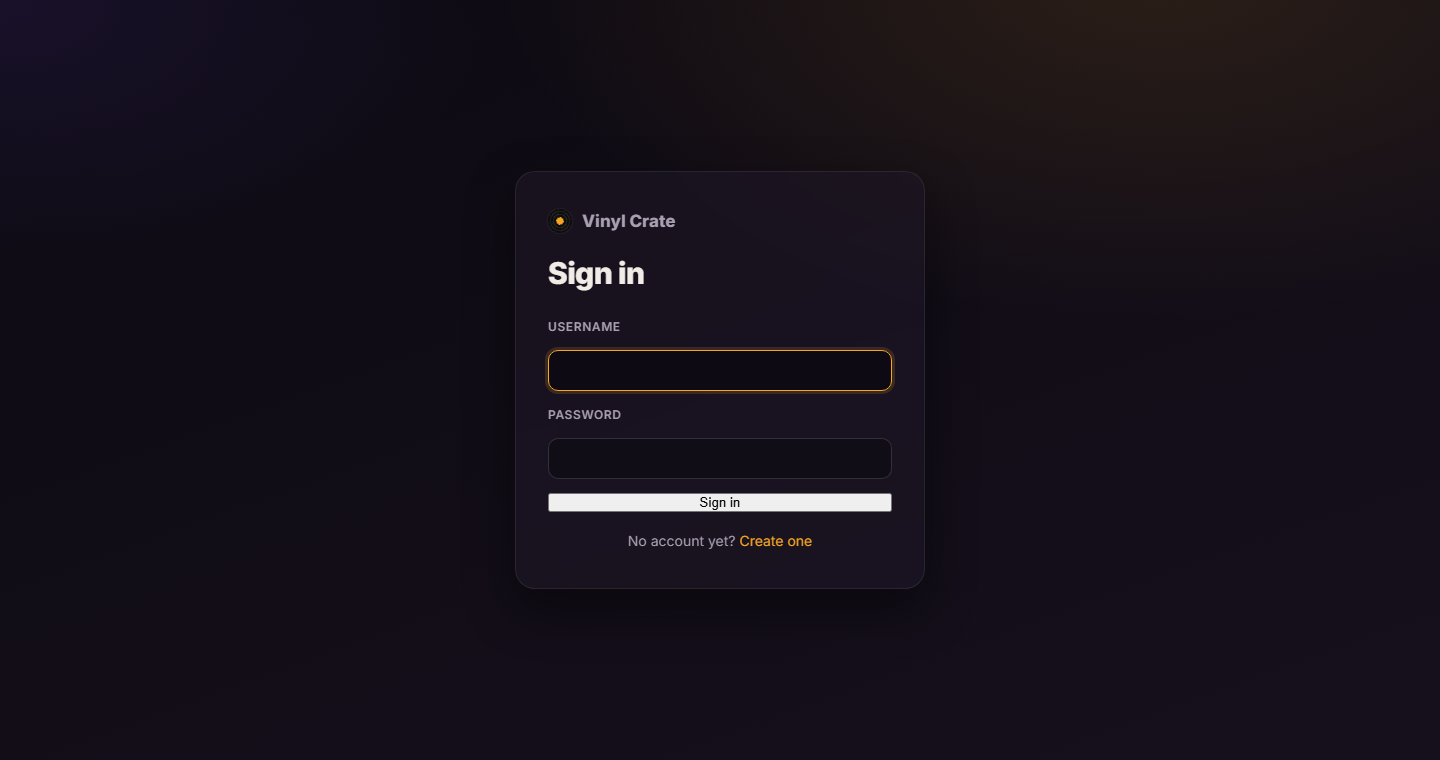 Vinyl Crate
Sign in
USERNAME
PASSWORD
Sign in
No account yet? Create one